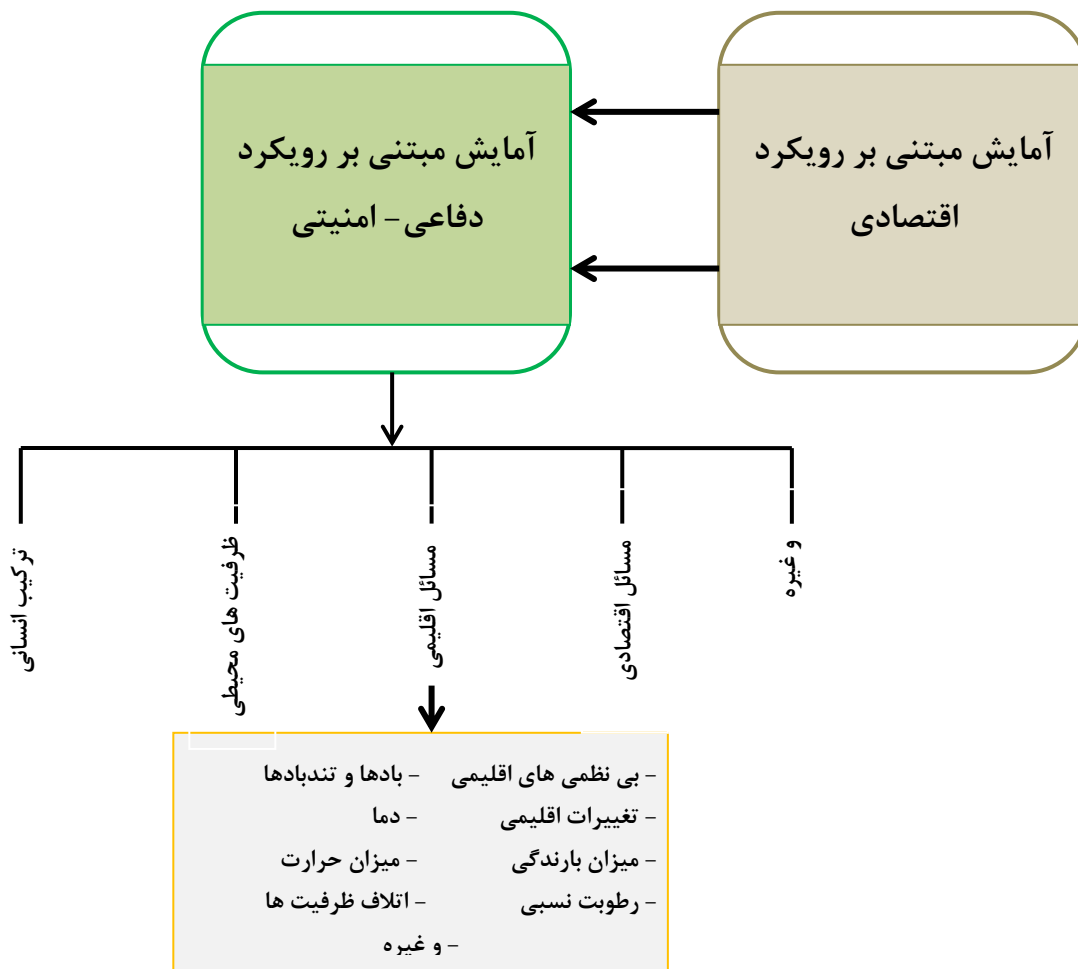 آمایش مبتنی بر رویکرد
اقتصادی
آمایش مبتنی بر رویکرد
دفاعی - امنیتی
و غیره
مسائل اقتصادی
مسائل اقلیمی
ظرفیت های محیطی
ترکیب انسانی
- بی نظمی های اقلیمی - بادها و تندبادها
- تغییرات اقلیمی - دما
- میزان بارندگی - میزان حرارت
- رطوبت نسبی - اتلاف ظرفیت ها
- و غیره